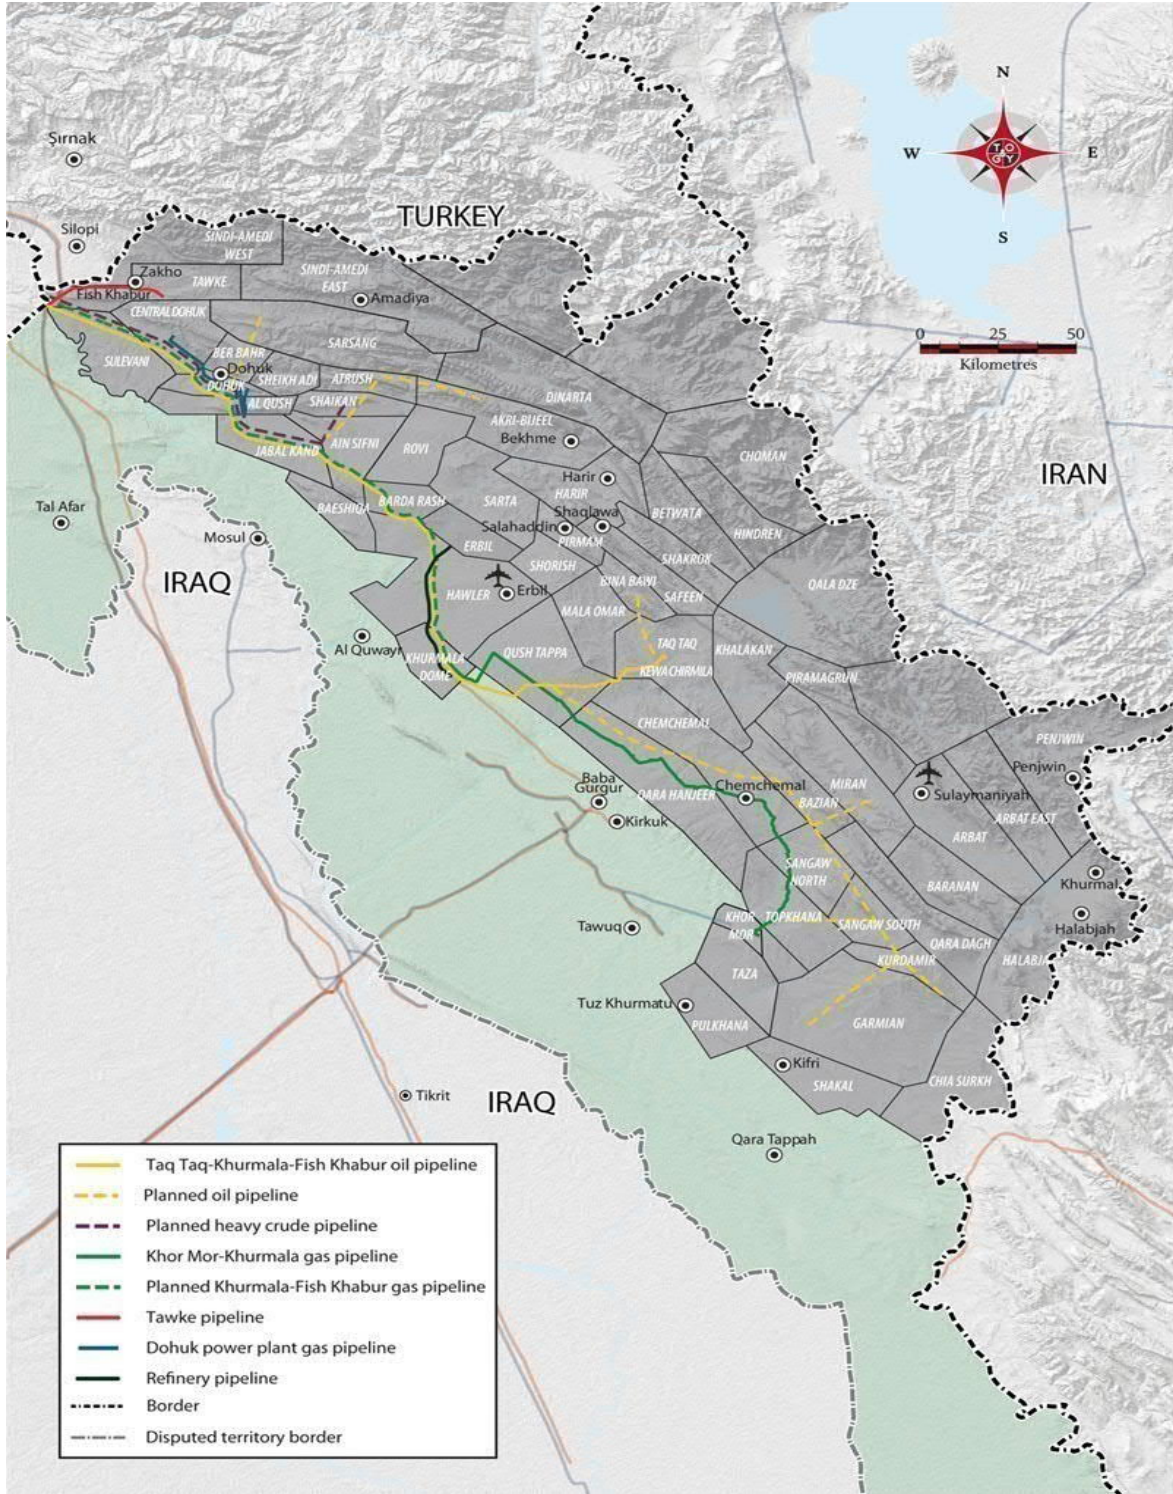 Şırnak
Silopi
TURKEY
N
W
E
S
TO
GY
SINDI-AMEDI
WEST
Zakho
TAWKE
SINDI-AMEDI
EAST
Fish Khabur
Amadiya
CENTRAL DOHUK
0 25 50
Kilometres
SULEVANI
BER BAHR
SARSANG
Dohuk
DOHUK
SHEIKH ADI
ATRUSH
AL QUSH
SHAIKAN
DINARTA
AKRI-BIJEEL
Bekhme
JABAL KAND
AIN SIFNI
ROVI
CHOMAN
IRAN
Harir
HARIR
BAESHIQA
BARDA RASH
SARTA
BETWATA
Tal Afar
Mosul
Salahaddin
Shaqlawa
PIRMAM
HINDREN
ERBIL
SHORISH
SHAKROK
IRAQ
HAWLER
Erbil
BINA BAWI
SAFEEN
QALA DZE
MALA OMAR
Al Quwayr
KHURMALA
DOME
QUSH TAPPA
TAQ TAQ
KEWA CHIRMILA
KHALAKAN
PIRAMAGRUN
CHEMCHEMAL
PENJWIN
Penjwin
Baba
Gurgur
Kirkuk
QARA HANJEER
Chemchemal
MIRAN
BAZIAN
Sulaymaniyah
ARBAT EAST
ARBAT
SANGAW
NORTH
BARANAN
Khurmal
Halabjah
Tawuq
KHOR
MOR
TOPKHANA
SANGAW SOUTH
QARA DAGH
HALABJA
KURDAMIR
TAZA
Tuz Khurmatu
PULKHANA
GARMIAN
Kifri
SHAKAL
CHIA SURKH
Tikrit
IRAQ
Qara Tappah
Taq Taq-Khurmala-Fish Khabur oil pipeline
Planned oil pipeline
Planned heavy crude pipeline
Khor Mor-Khurmala gas pipeline
Planned Khurmala-Fish Khabur gas pipeline
Tawke pipeline
Dohuk power plant gas pipeline
Refinery pipeline
Border
Disputed territory border